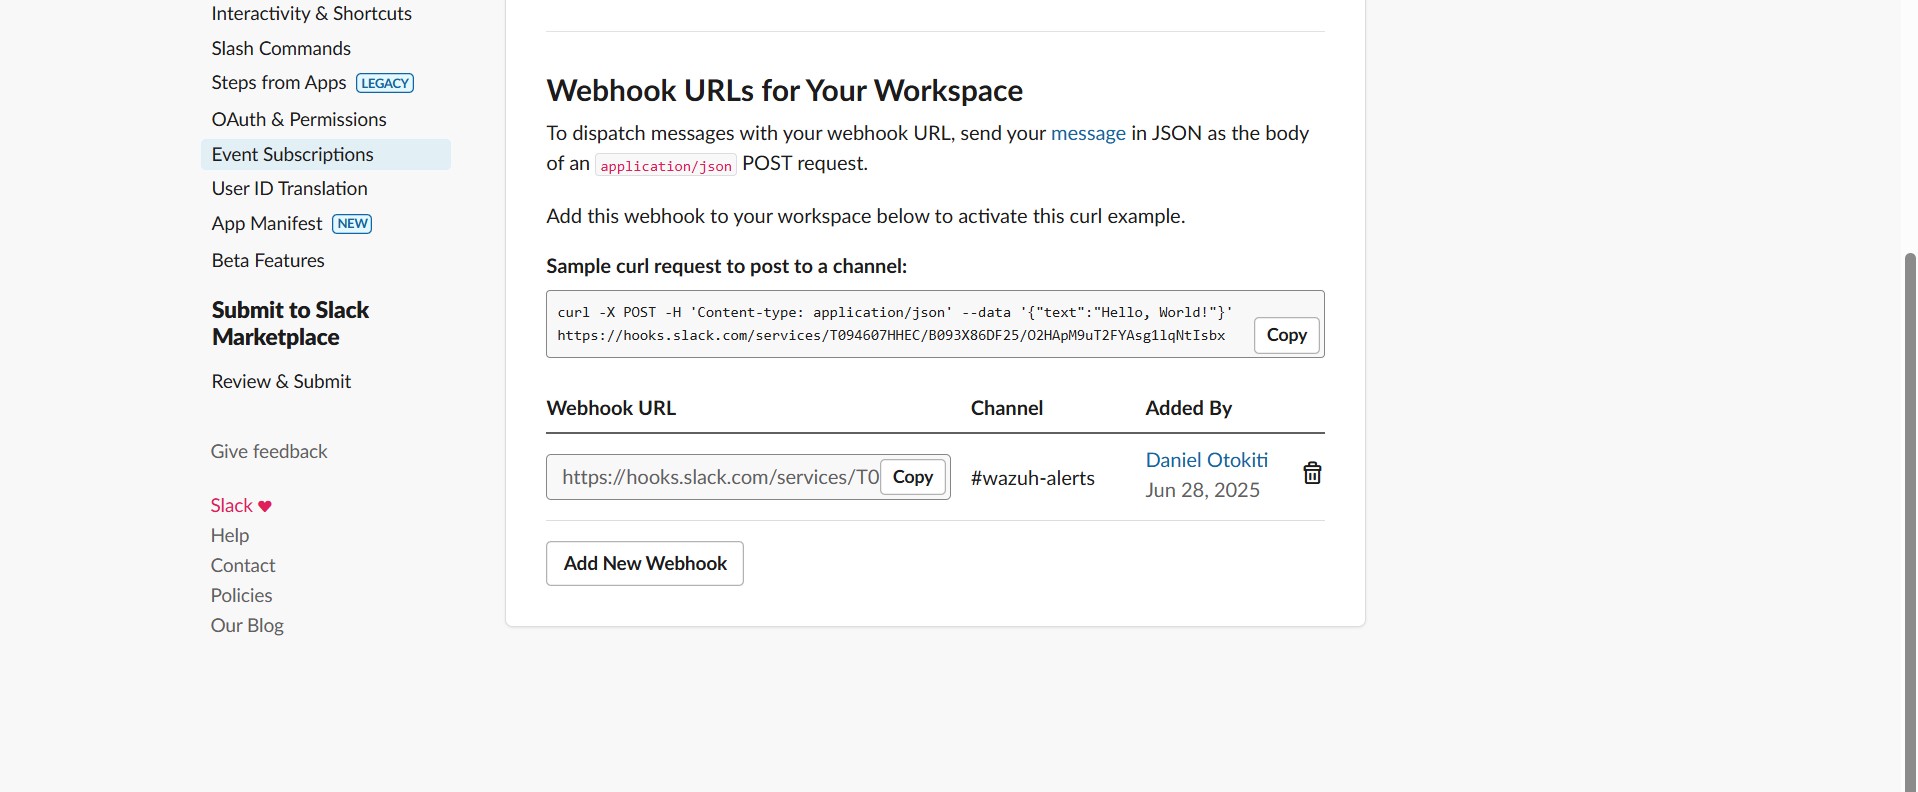 Interactivity & Shortcuts
Slash Commands
Steps from Apps LEGACY
OAuth & Permissions
Event Subscriptions
User ID Translation
App Manifest NEW
Beta Features
Submit to Slack
Marketplace
Review & Submit
Give feedback
Slack ♥
Help
Contact
Policies
Our Blog
Webhook URLs for Your Workspace
To dispatch messages with your webhook URL, send your message in JSON as the body
of an application/json POST request.
Add this webhook to your workspace below to activate this curl example.
Sample curl request to post to a channel:
curl -X POST -H 'Content-type: application/json' --data '{"text":"Hello, World!"}'
https://hooks.slack.com/services/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
Copy
Webhook URL Channel Added By
https://hooks.slack.com/services/T0 Copy #wazuh-alerts Daniel Otokiti
Jun 28, 2025
Add New Webhook